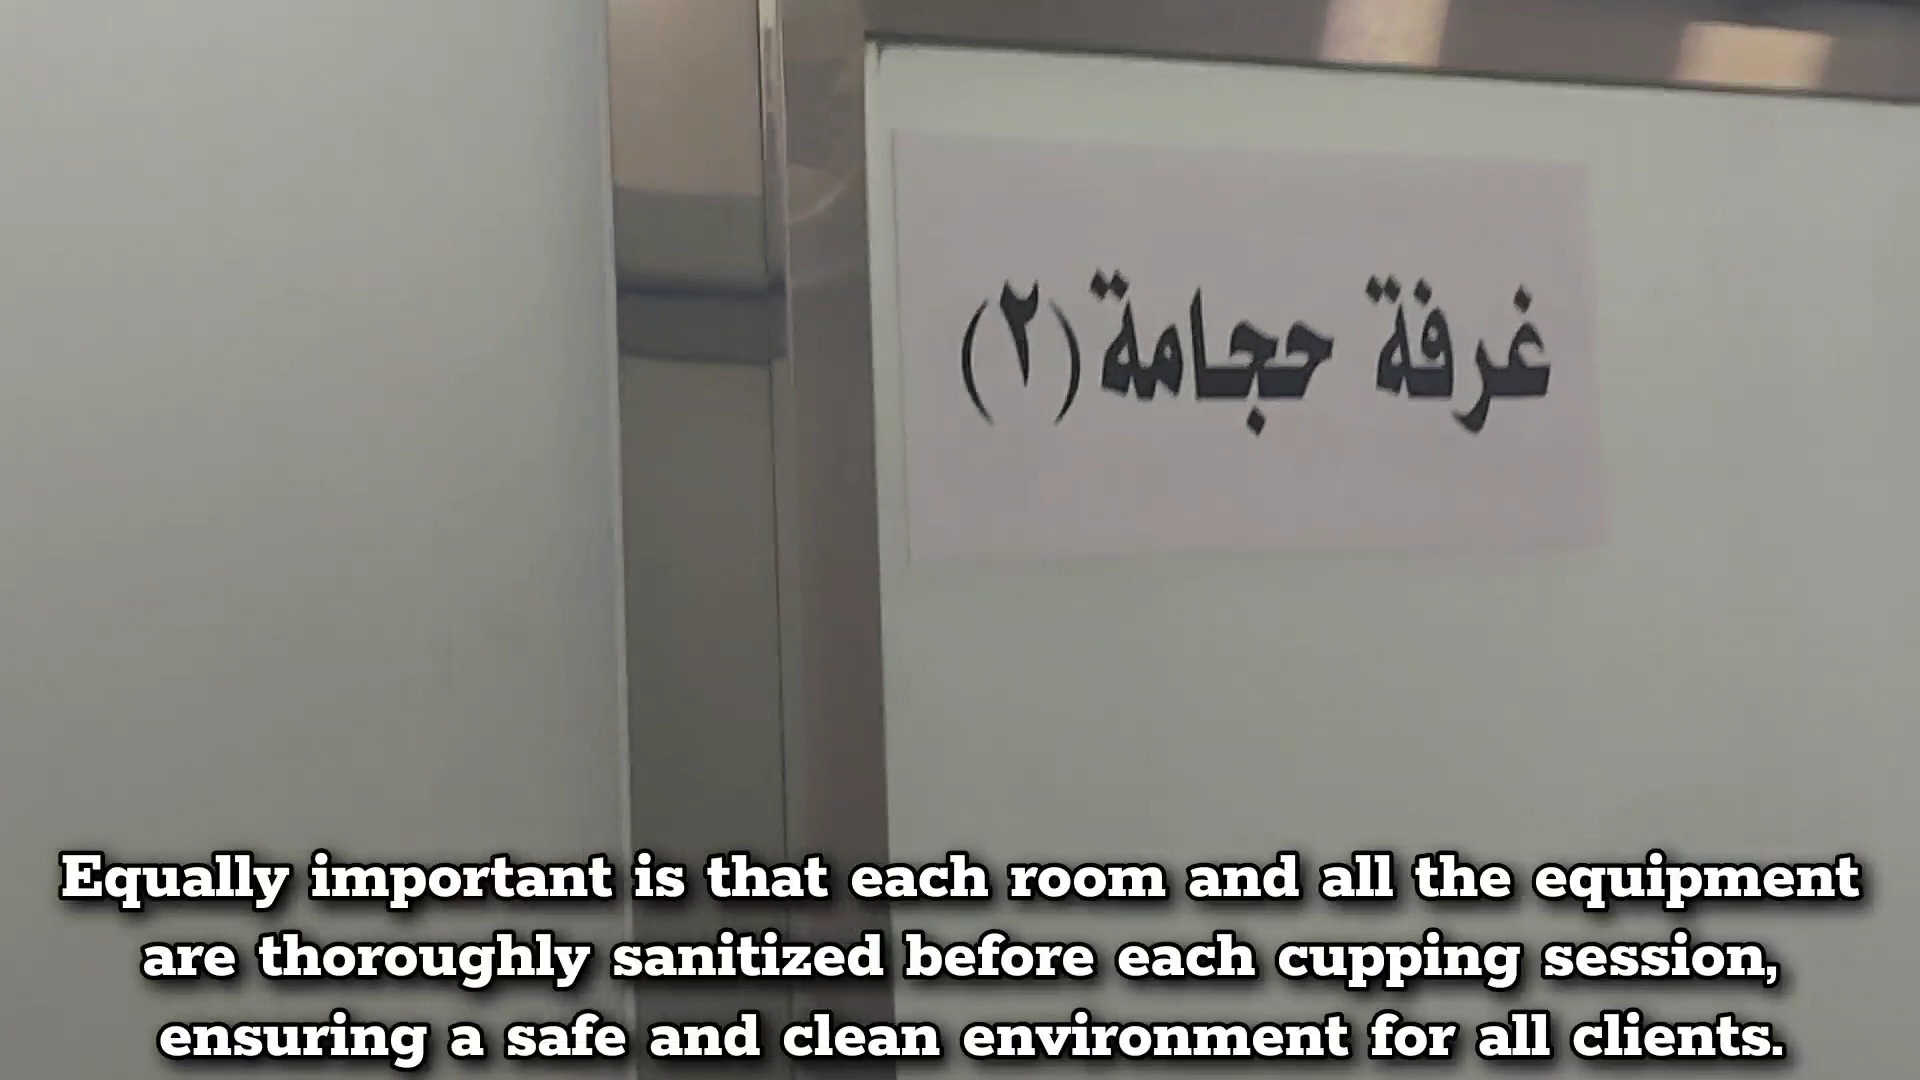 غرفة حجامة (٢)
Equally important is that each room and all the equipment
are thoroughly sanitized before each cupping session,
ensuring a safe and clean environment for all clients.